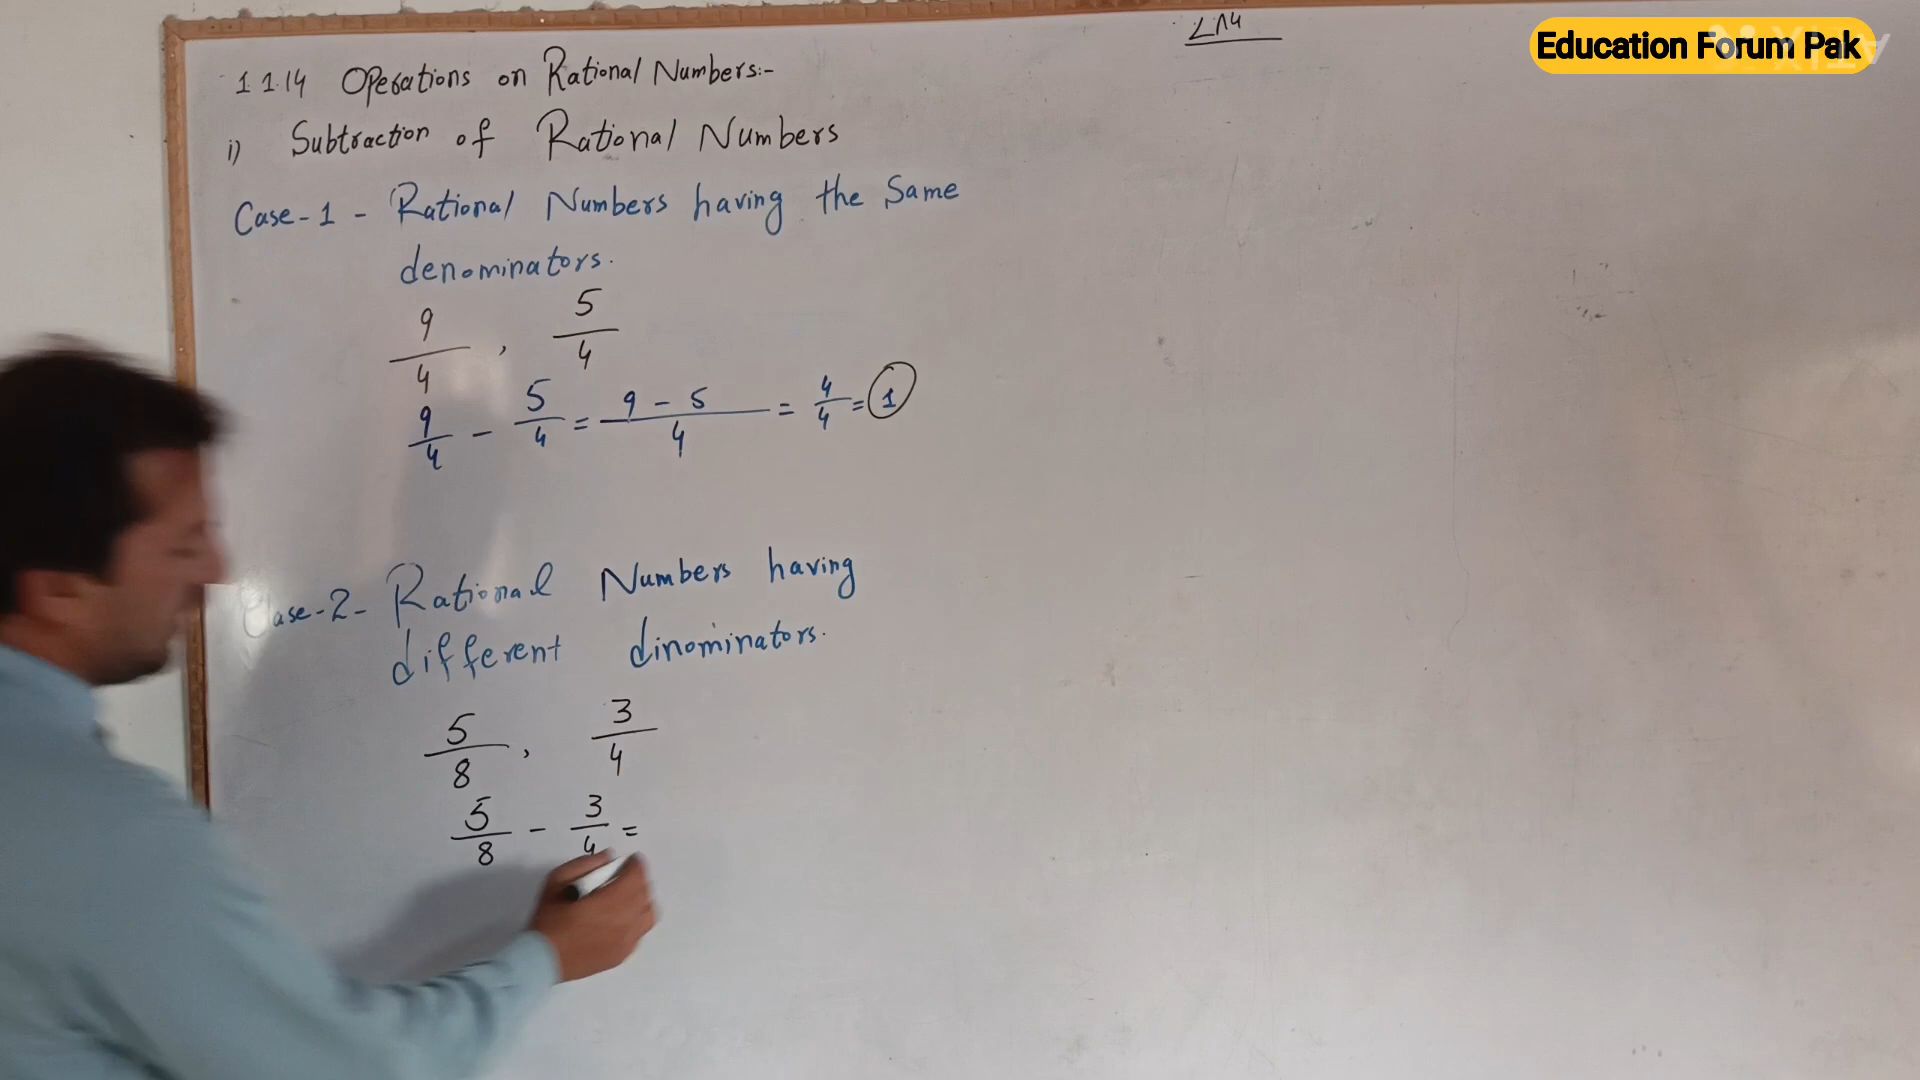 L14
Education Forum Pak
1.1.14 Operations on Rational Numbers:-
i) Subtraction of Rational Numbers
Case-1 - Rational Numbers having the Same
denominators.
9/4 , 5/4
9/4 - 5/4 = 9 - 5/4 = 4/4 = 1
Case-2- Rational Numbers having
different dinominators.
5/8 , 3/4
5/8 - 3/4 =